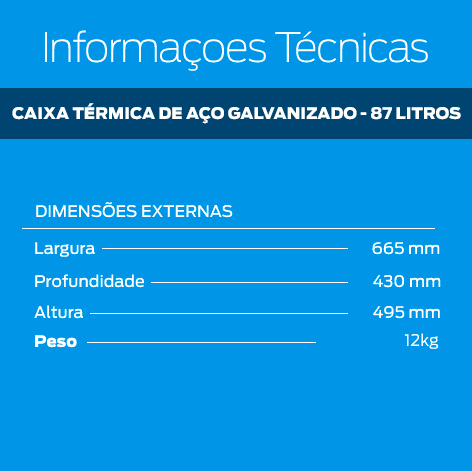 Informaçoes Técnicas
CAIXA TÉRMICA DE AÇO GALVANIZADO - 87 LITROS
DIMENSÕES EXTERNAS
Largura 665 mm
Profundidade 430 mm
Altura 495 mm
Peso 12kg